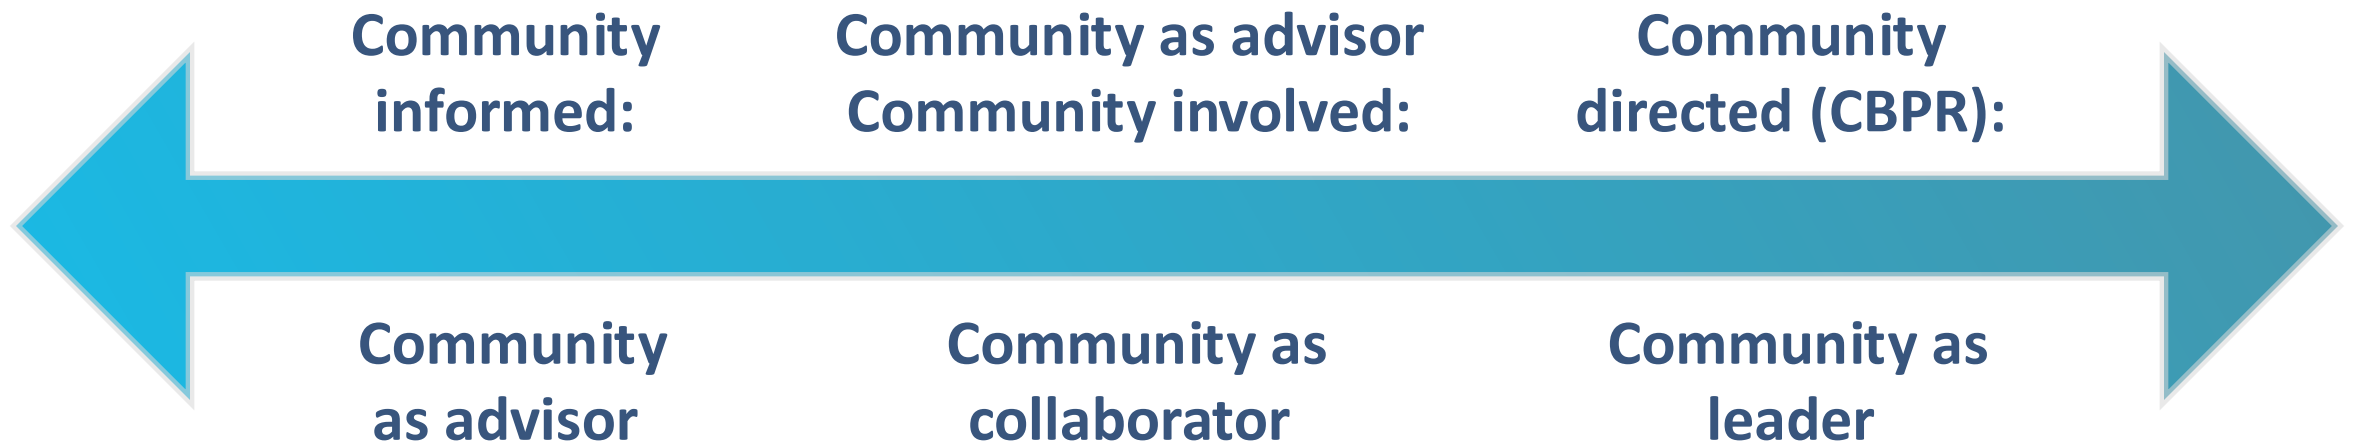 Community
informed:
Community as advisor
Community involved:
Community
directed (CBPR):
Community
as advisor
Community as
collaborator
Community as
leader